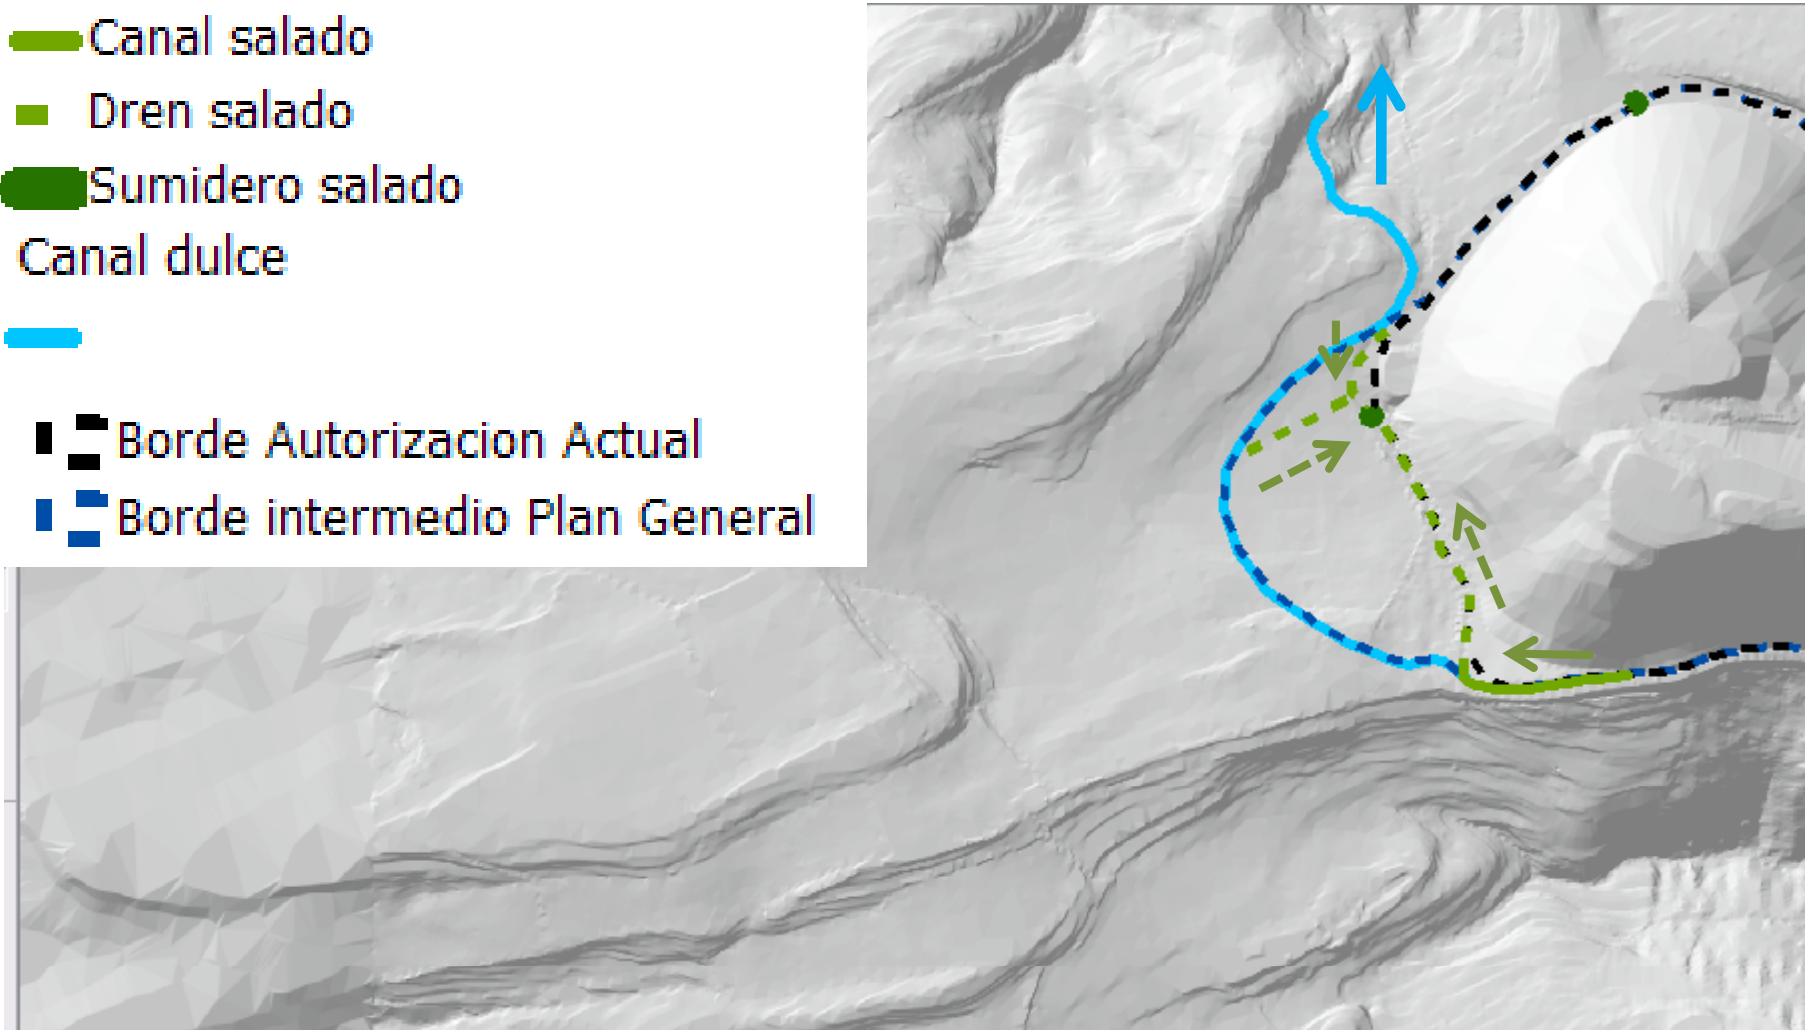 Canal salado
Dren salado
Sumidero salado
Canal dulce
Borde Autorizacion Actual
Borde intermedio Plan General